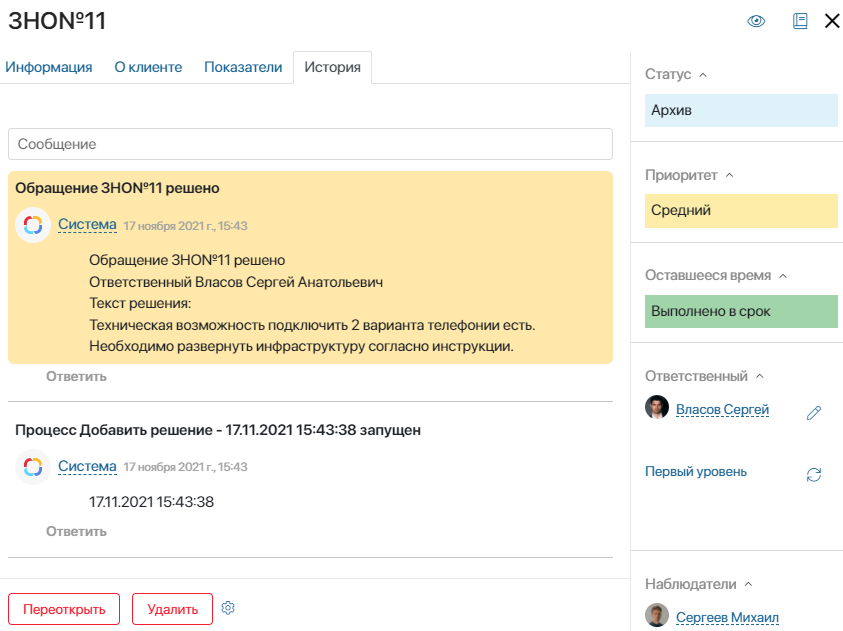 ЗНО№11
Информация
О клиенте
Показатели
История
Сообщение
Обращение ЗНО№11 решено
Система 17 ноября 2021 г., 15:43
Обращение ЗНО№11 решено
Ответственный Власов Сергей Анатольевич
Текст решения:
Техническая возможность подключить 2 варианта телефонии есть.
Необходимо развернуть инфраструктуру согласно инструкции.
Ответить
Процесс Добавить решение - 17.11.2021 15:43:38 запущен
Система 17 ноября 2021 г., 15:43
17.11.2021 15:43:38
Ответить
Переоткрыть
Удалить
Статус
Архив
Приоритет
Средний
Оставшееся время
Выполнено в срок
Ответственный
Власов Сергей
Первый уровень
Наблюдатели
Сергеев Михаил